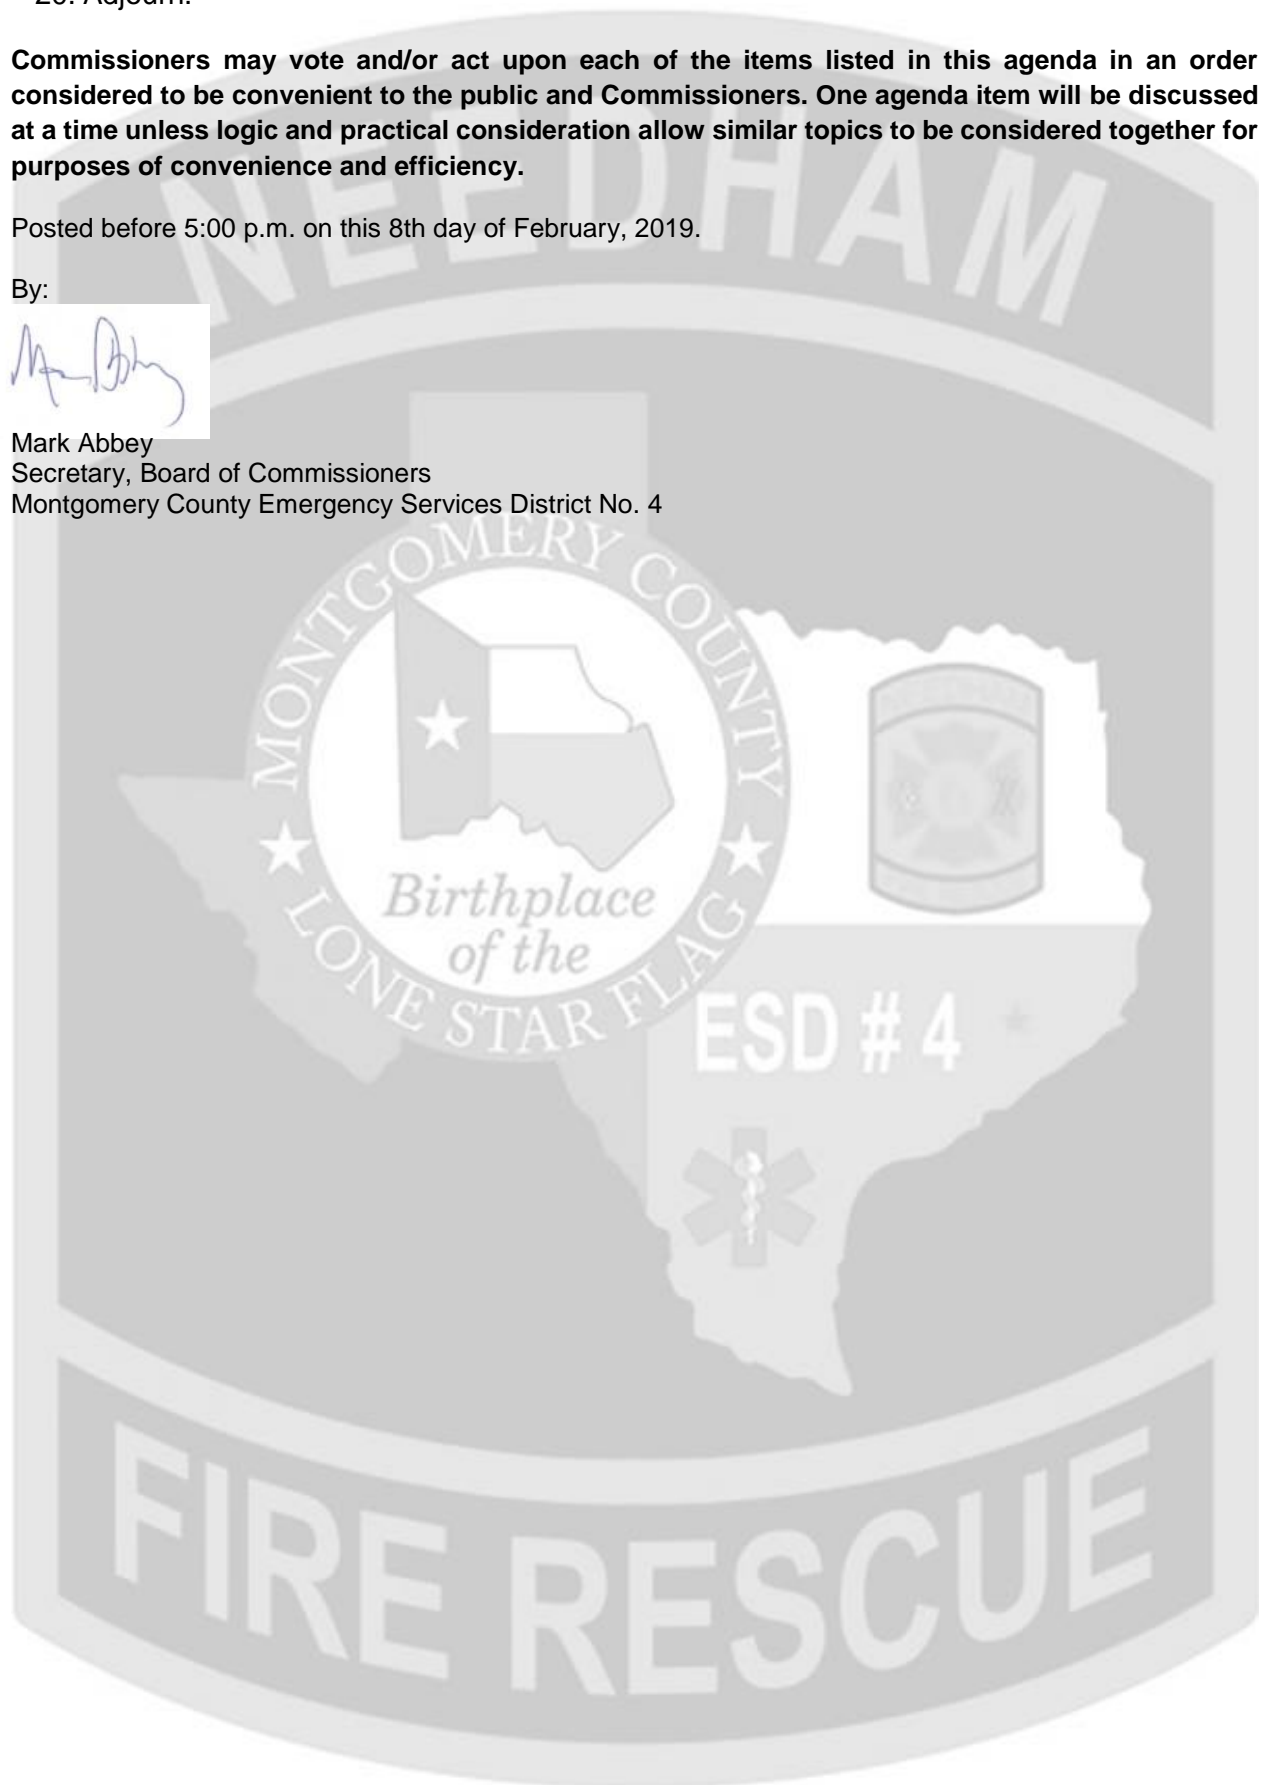 Adjourn.
Commissioners may vote and/or act upon each of the items listed in this agenda in an order
considered to be convenient to the public and Commissioners. One agenda item will be discussed
at a time unless logic and practical consideration allow similar topics to be considered together for
purposes of convenience and efficiency.
Posted before 5:00 p.m. on this 8th day of February, 2019.
By:
Mark Abbey
Secretary, Board of Commissioners
Montgomery County Emergency Services District No. 4
NEEDHAM
MONTGOMERY COUNTY
Birthplace
of the
LONE STAR FLAG
ESD # 4
FIRE RESCUE